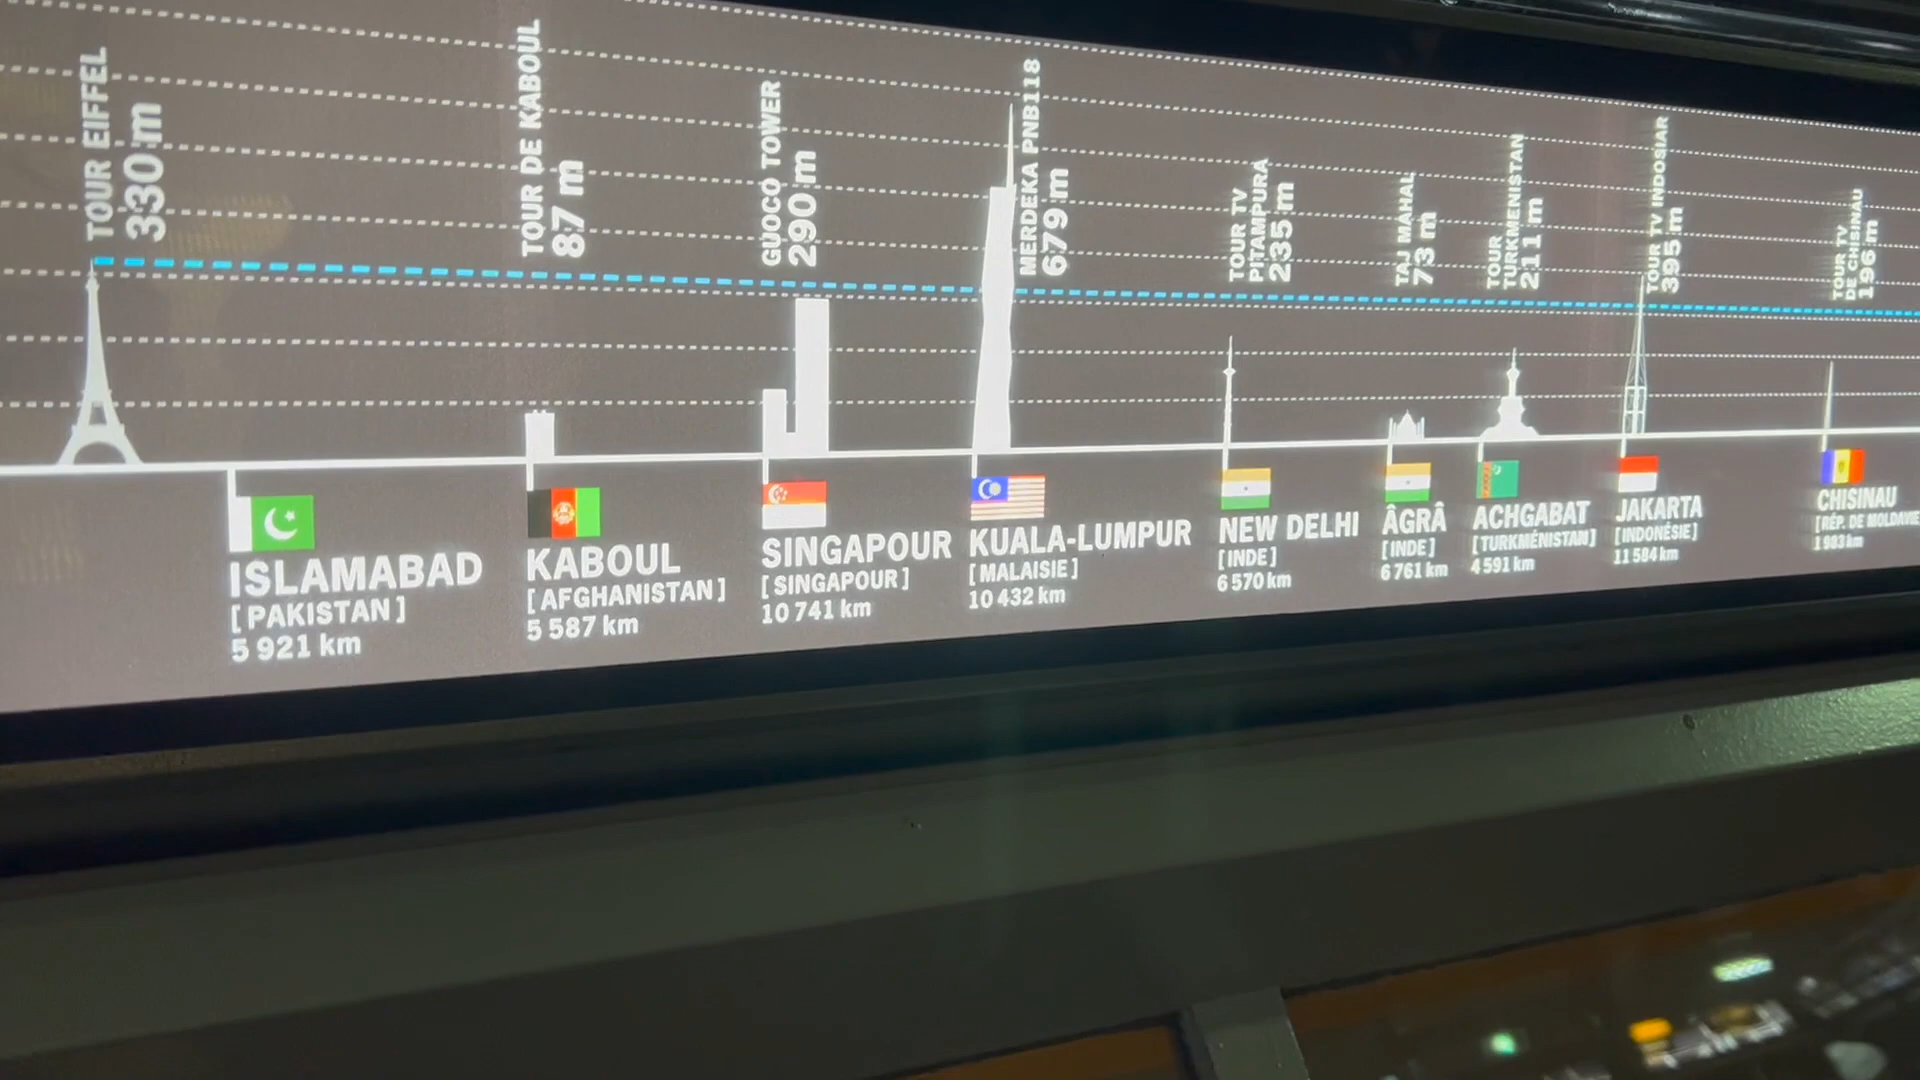 TOUR EIFFEL
330 m
TOUR DE KABOUL
87 m
GUOCO TOWER
290 m
MERDEKA PNB118
679 m
TOUR TV
PITAMPURA
235 m
TAJ MAHAL
73 m
TOUR
TURKMENISTAN
211 m
TOUR TV INDOSIAR
395 m
TOUR TV
DE CHISINAU
196 m
ISLAMABAD
[PAKISTAN]
5 921 km
KABOUL
[AFGHANISTAN]
5 587 km
SINGAPOUR
[SINGAPOUR]
10 741 km
KUALA-LUMPUR
[MALAISIE]
10 432 km
NEW DELHI
[INDE]
6 570 km
ÂGRÂ
[INDE]
6 761 km
ACHGABAT
[TURKMÉNISTAN]
4 591 km
JAKARTA
[INDONÉSIE]
11 584 km
CHISINAU
[RÉP. DE MOLDAVIE
1 983 km